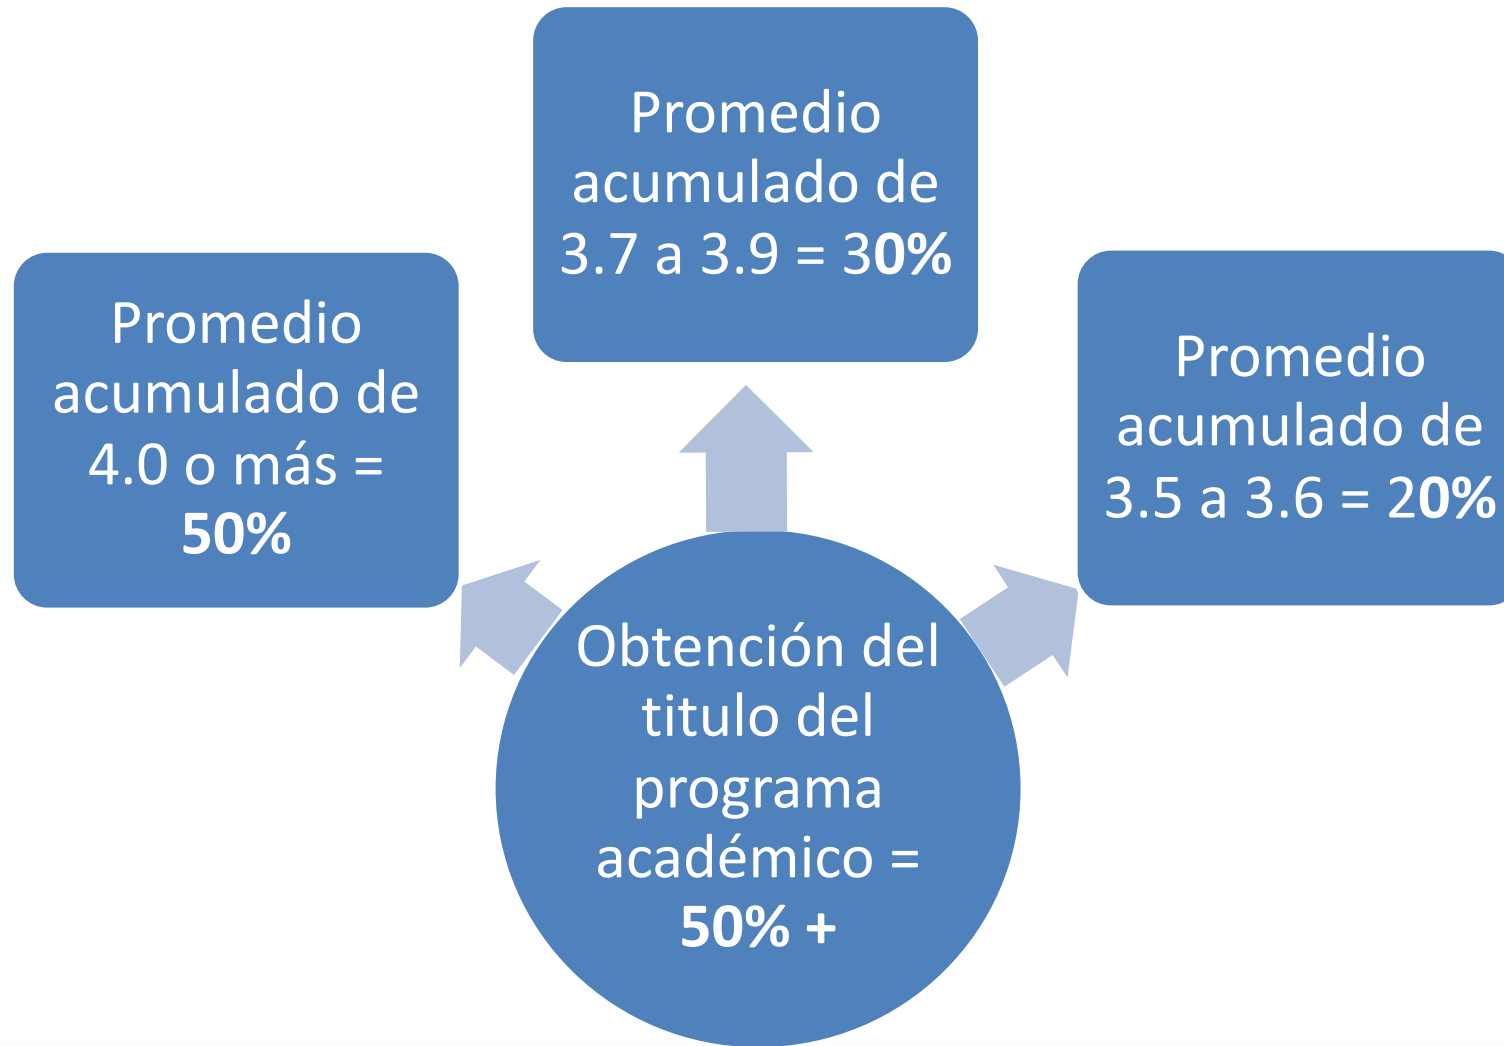 Promedio
acumulado de
3.7 a 3.9 = 30%
Promedio
acumulado de
4.0 o más =
50%
Promedio
acumulado de
3.5 a 3.6 = 20%
Obtención del
titulo del
programa
académico =
50% +